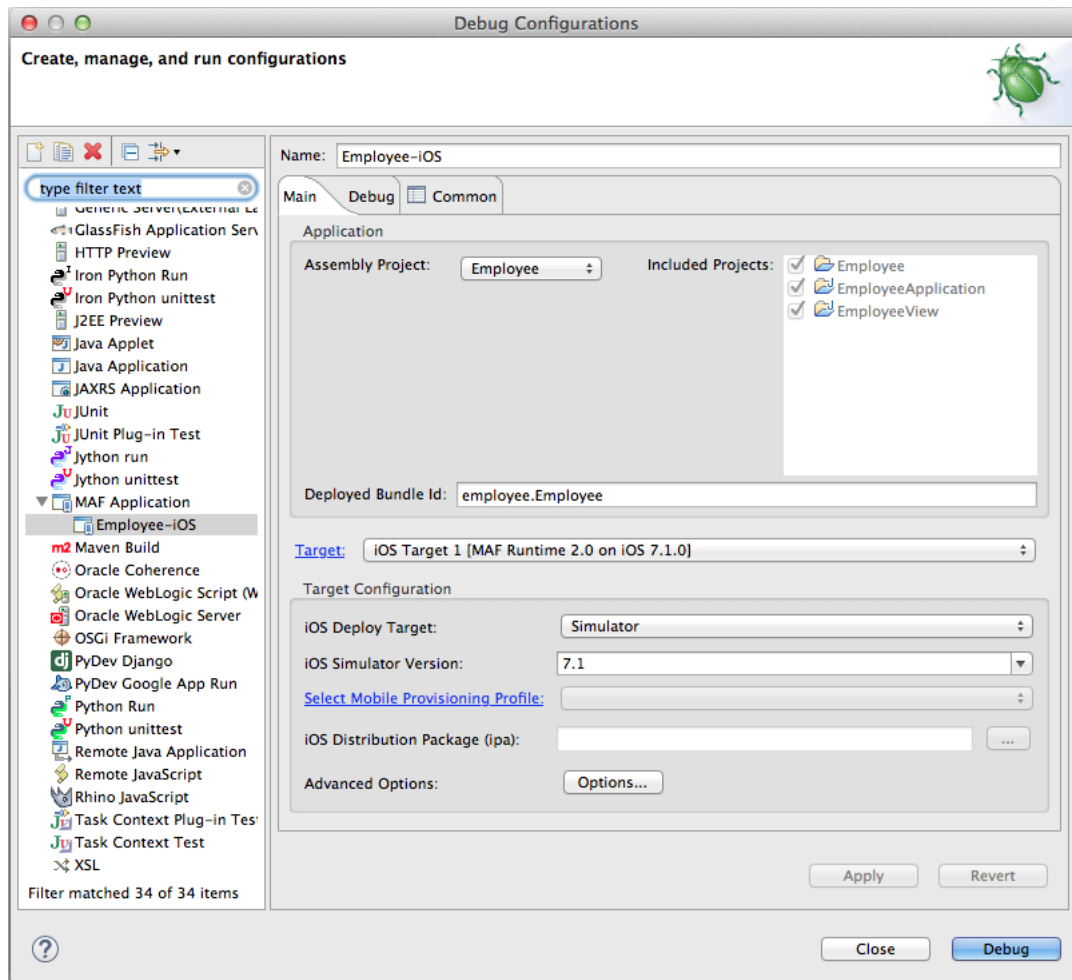 Debug Configurations
Create, manage, and run configurations
type filter text
Generic Server(External La
GlassFish Application Serv
HTTP Preview
Iron Python Run
Iron Python unittest
J2EE Preview
Java Applet
Java Application
JAXRS Application
JUnit
JUnit Plug-in Test
Jython run
Jython unittest
MAF Application
Employee-iOS
m2 Maven Build
Oracle Coherence
Oracle WebLogic Script (W
Oracle WebLogic Server
OSGi Framework
dj PyDev Django
PyDev Google App Run
Python Run
Python unittest
Remote Java Application
Remote JavaScript
Rhino JavaScript
Task Context Plug-in Test
Task Context Test
XSL
Filter matched 34 of 34 items
Name: Employee-iOS
Main Debug Common
Application
Assembly Project: Employee Included Projects: Employee
EmployeeApplication
EmployeeView
Deployed Bundle Id: employee.Employee
Target: iOS Target 1 [MAF Runtime 2.0 on iOS 7.1.0]
Target Configuration
iOS Deploy Target: Simulator
iOS Simulator Version: 7.1
Select Mobile Provisioning Profile:
iOS Distribution Package (ipa): ...
Advanced Options: Options...
Apply Revert
? Close Debug